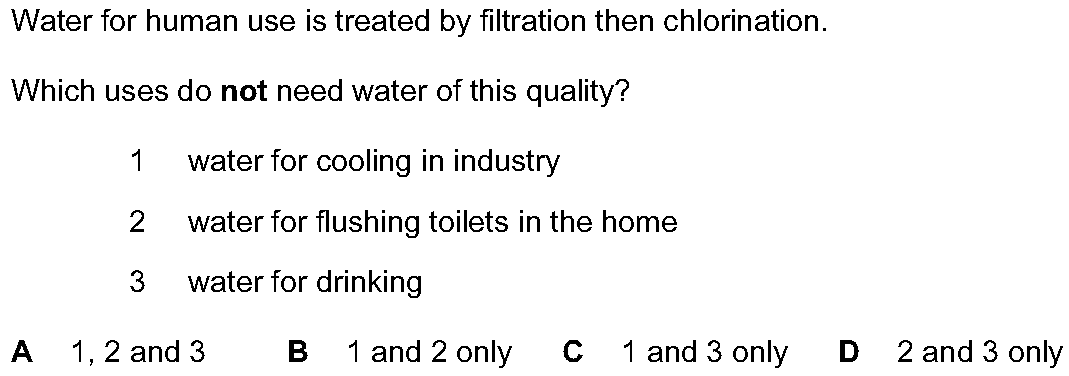 Water for human use is treated by filtration then chlorination.
Which uses do not need water of this quality?
1 water for cooling in industry
2 water for flushing toilets in the home
3 water for drinking
A 1, 2 and 3 B 1 and 2 only C 1 and 3 only D 2 and 3 only